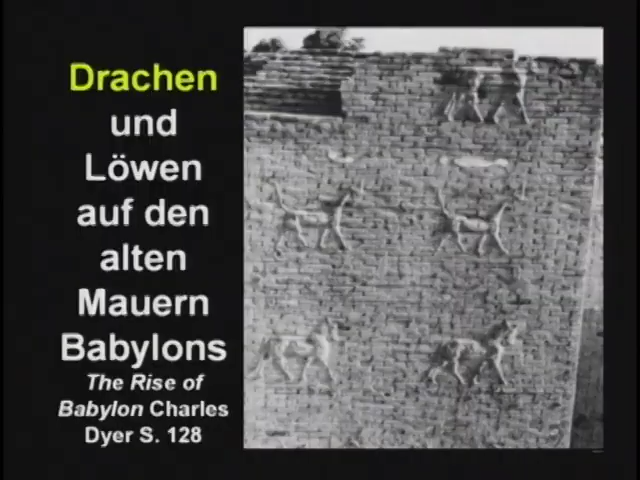 Drachen
und
Löwen
auf den
alten
Mauern
Babylons
The Rise of
Babylon Charles
Dyer S. 128